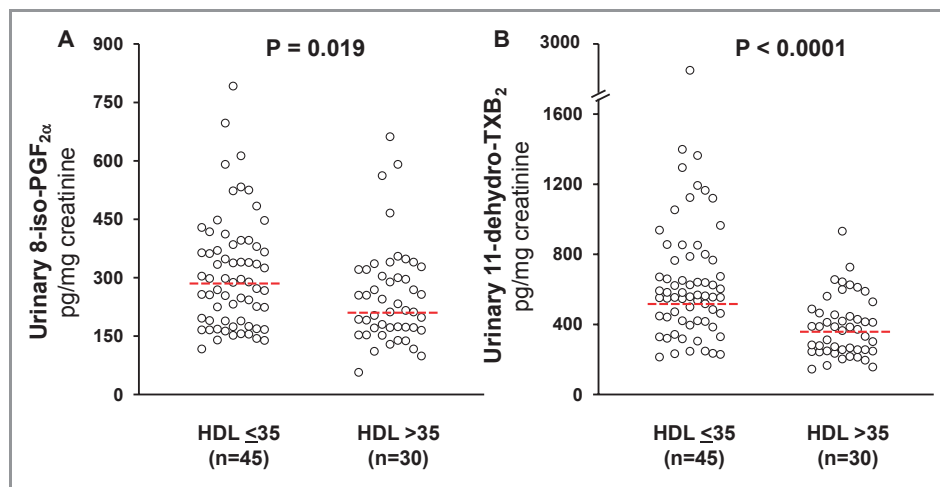 A
P = 0.019
Urinary 8-iso-PGF2α
pg/mg creatinine
900
750
600
450
300
150
0
HDL ≤35
(n=45)
HDL >35
(n=30)
B
P < 0.0001
Urinary 11-dehydro-TXB2
pg/mg creatinine
3000
1600
1200
800
400
0
HDL ≤35
(n=45)
HDL >35
(n=30)